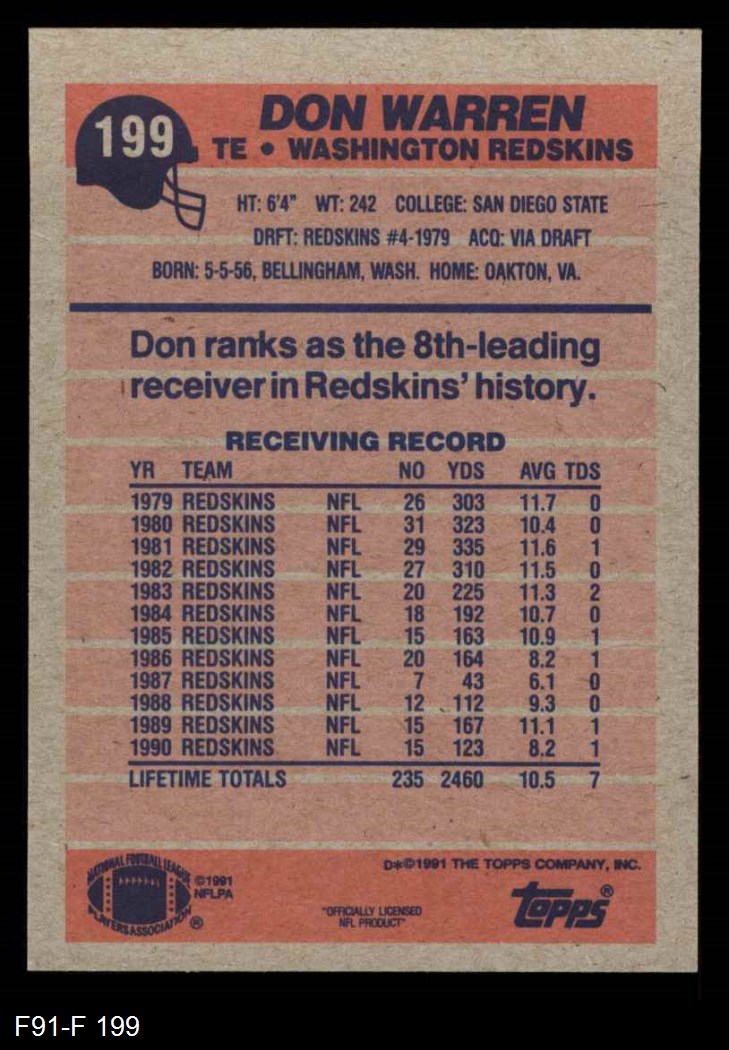 199
DON WARREN
TE • WASHINGTON REDSKINS
HT: 6'4" WT: 242 COLLEGE: SAN DIEGO STATE
DRFT: REDSKINS #4-1979 ACQ: VIA DRAFT
BORN: 5-5-56, BELLINGHAM, WASH. HOME: OAKTON, VA.
Don ranks as the 8th-leading
receiver in Redskins' history.
RECEIVING RECORD
YR TEAM NO YDS AVG TDS
1979 REDSKINS NFL 26 303 11.7 0
1980 REDSKINS NFL 31 323 10.4 0
1981 REDSKINS NFL 29 335 11.6 1
1982 REDSKINS NFL 27 310 11.5 0
1983 REDSKINS NFL 20 225 11.3 2
1984 REDSKINS NFL 18 192 10.7 0
1985 REDSKINS NFL 15 163 10.9 1
1986 REDSKINS NFL 20 164 8.2 1
1987 REDSKINS NFL 7 43 6.1 0
1988 REDSKINS NFL 12 112 9.3 0
1989 REDSKINS NFL 15 167 11.1 1
1990 REDSKINS NFL 15 123 8.2 1
LIFETIME TOTALS 235 2460 10.5 7
NATIONAL FOOTBALL LEAGUE
PLAYERS ASSOCIATION ®
©1991
NFLPA
D*©1991 THE TOPPS COMPANY, INC.
"OFFICIALLY LICENSED
NFL PRODUCT"
topps®
F91-F 199